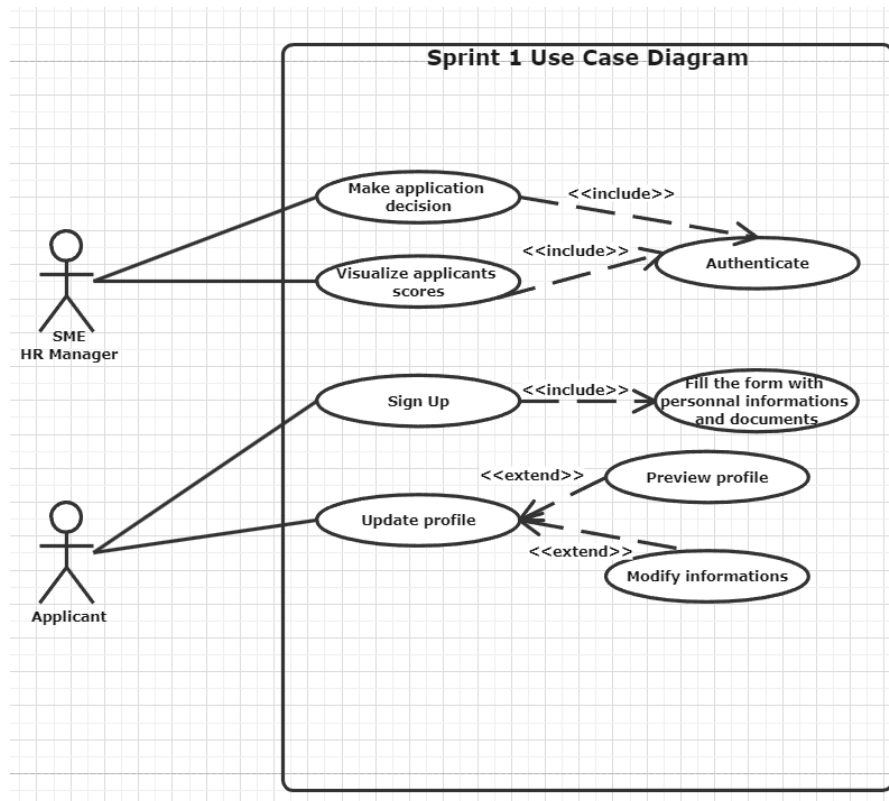 Sprint 1 Use Case Diagram
Make application
decision
<<include>>
Visualize applicants
scores
<<include>>
Authenticate
SME
HR Manager
Sign Up
<<include>>
Fill the form with
personnal informations
and documents
<<extend>>
Preview profile
Update profile
<<extend>>
Modify informations
Applicant